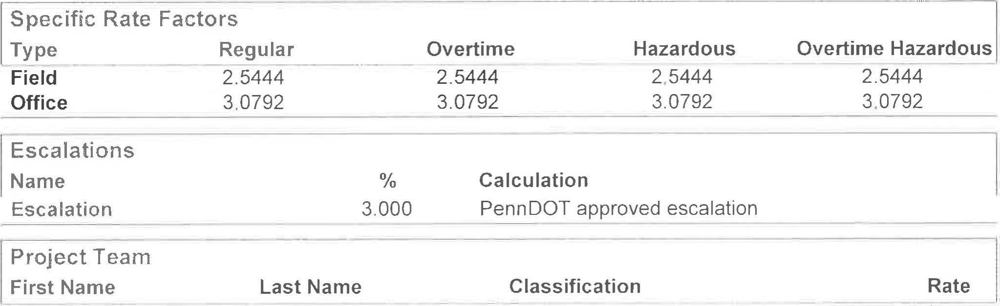 Specific Rate Factors
Type Regular Overtime Hazardous Overtime Hazardous
Field 2.5444 2.5444 2.5444 2.5444
Office 3.0792 3.0792 3.0792 3.0792
Escalations
Name % Calculation
Escalation 3.000 PennDOT approved escalation
Project Team
First Name Last Name Classification Rate